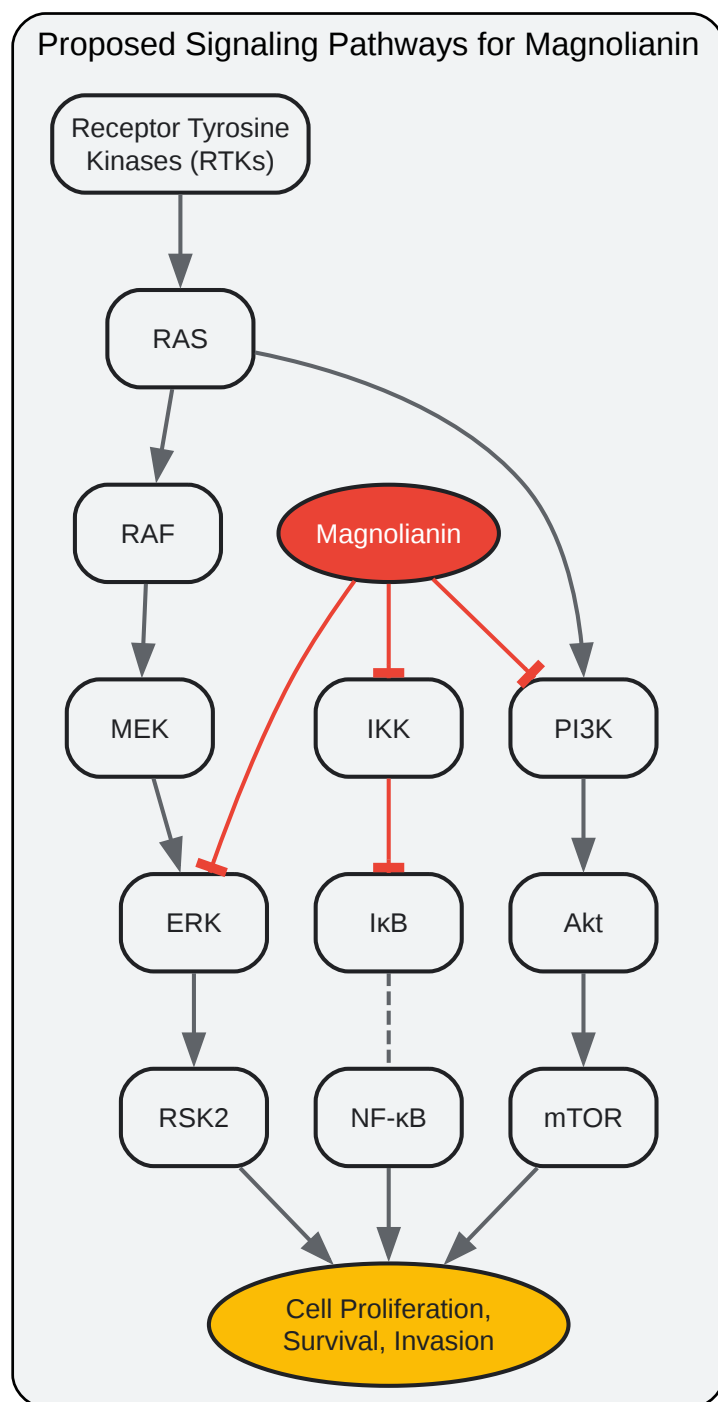 Proposed Signaling Pathways for Magnolianin
Receptor Tyrosine
Kinases (RTKs)
RAS
RAF
Magnolianin
MEK
IKK
PI3K
ERK
IκB
Akt
RSK2
NF-κB
mTOR
Cell Proliferation,
Survival, Invasion